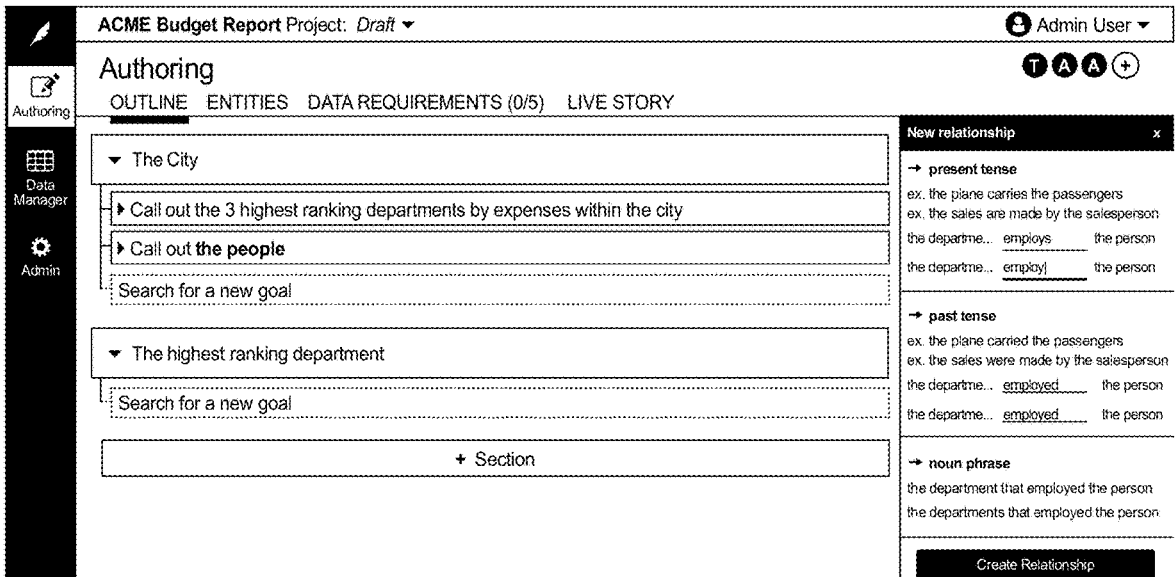 ACME Budget Report Project: Draft
Admin User
Authoring
T A A +
OUTLINE ENTITIES DATA REQUIREMENTS (0/5) LIVE STORY
Authoring
Data
Manager
Admin
The City
Call out the 3 highest ranking departments by expenses within the city
Call out the people
Search for a new goal
The highest ranking department
Search for a new goal
+ Section
New relationship x
→ present tense
ex. the plane carries the passengers
ex. the sales are made by the salesperson
the departme... employs the person
the departme... employ the person
→ past tense
ex. the plane carried the passengers
ex. the sales were made by the salesperson
the departme... employed the person
the departme... employed the person
→ noun phrase
the department that employed the person
the departments that employed the person
Create Relationship